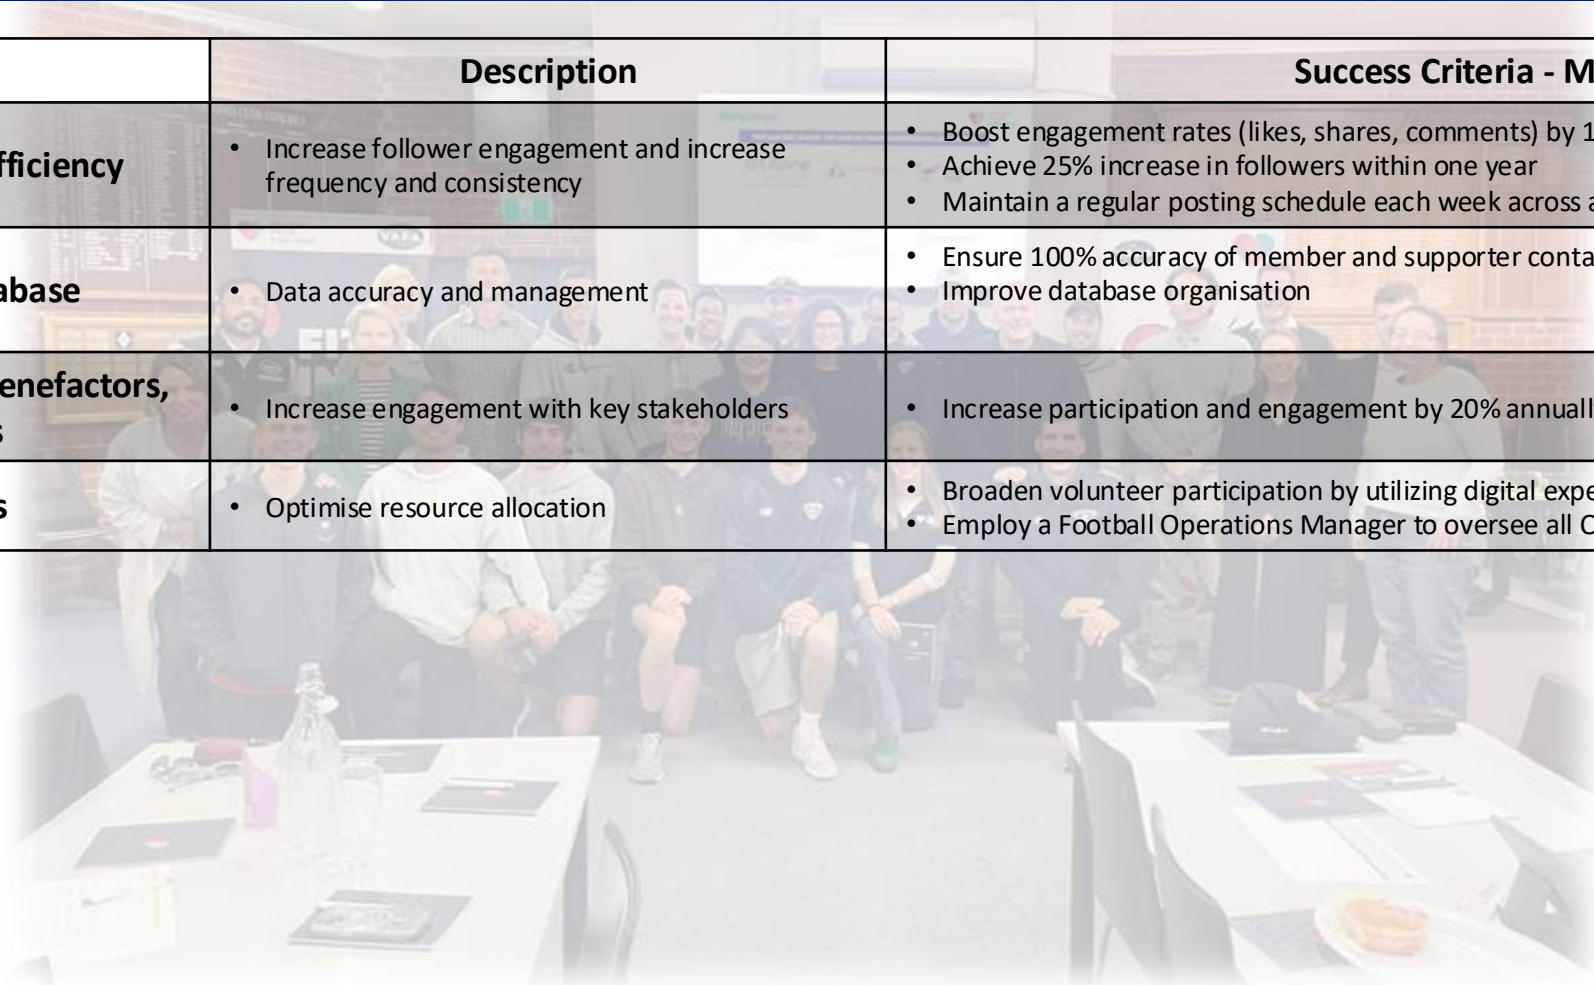 Description
Success Criteria - M
fficiency
• Increase follower engagement and increase
frequency and consistency
• Boost engagement rates (likes, shares, comments) by 1
• Achieve 25% increase in followers within one year
• Maintain a regular posting schedule each week across a
abase
• Data accuracy and management
• Ensure 100% accuracy of member and supporter conta
• Improve database organisation
enefactors,
s
• Increase engagement with key stakeholders
• Increase participation and engagement by 20% annuall
s
• Optimise resource allocation
• Broaden volunteer participation by utilizing digital expe
• Employ a Football Operations Manager to oversee all O
VAFA